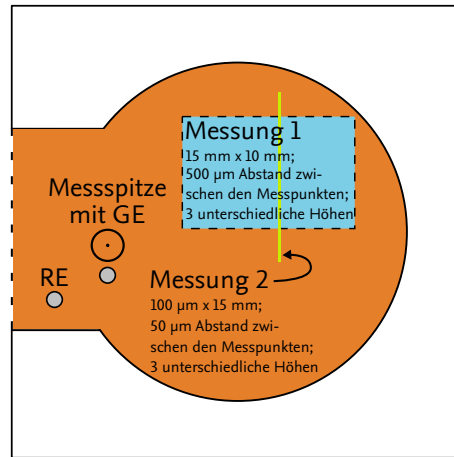 Messung 1
15 mm x 10 mm;
500 µm Abstand zwi-
schen den Messpunkten;
3 unterschiedliche Höhen
Messspitze
mit GE
RE
Messung 2
100 µm x 15 mm;
50 µm Abstand zwi-
schen den Messpunkten;
3 unterschiedliche Höhen